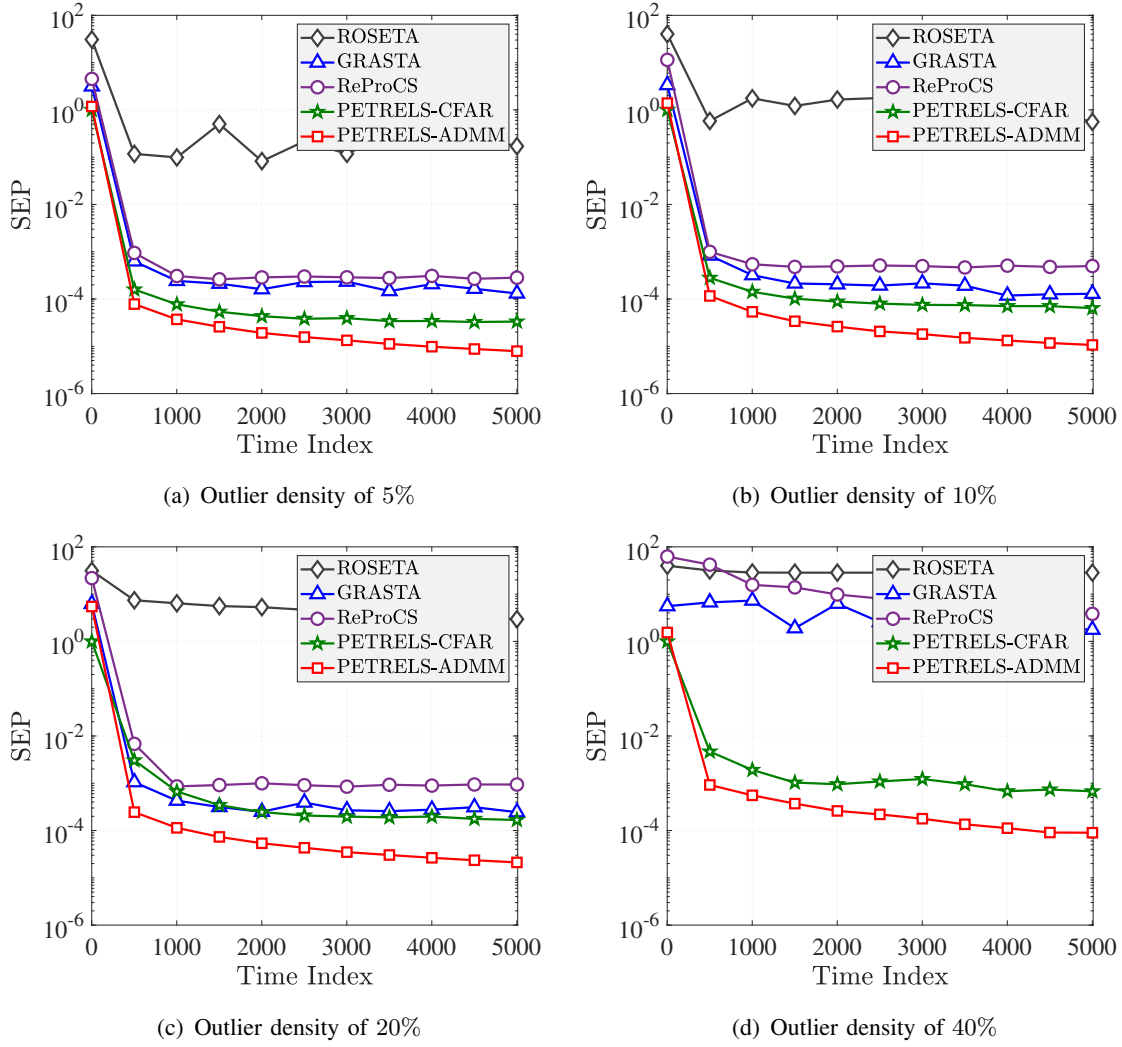 10^2
10^0
10^-2
10^-4
10^-6
SEP
ROSETA
GRASTA
ReProCS
PETRELS-CFAR
PETRELS-ADMM
0 1000 2000 3000 4000 5000
Time Index
(a) Outlier density of 5%
10^2
10^0
10^-2
10^-4
10^-6
SEP
ROSETA
GRASTA
ReProCS
PETRELS-CFAR
PETRELS-ADMM
0 1000 2000 3000 4000 5000
Time Index
(b) Outlier density of 10%
10^2
10^0
10^-2
10^-4
10^-6
SEP
ROSETA
GRASTA
ReProCS
PETRELS-CFAR
PETRELS-ADMM
0 1000 2000 3000 4000 5000
Time Index
(c) Outlier density of 20%
10^2
10^0
10^-2
10^-4
10^-6
SEP
ROSETA
GRASTA
ReProCS
PETRELS-CFAR
PETRELS-ADMM
0 1000 2000 3000 4000 5000
Time Index
(d) Outlier density of 40%